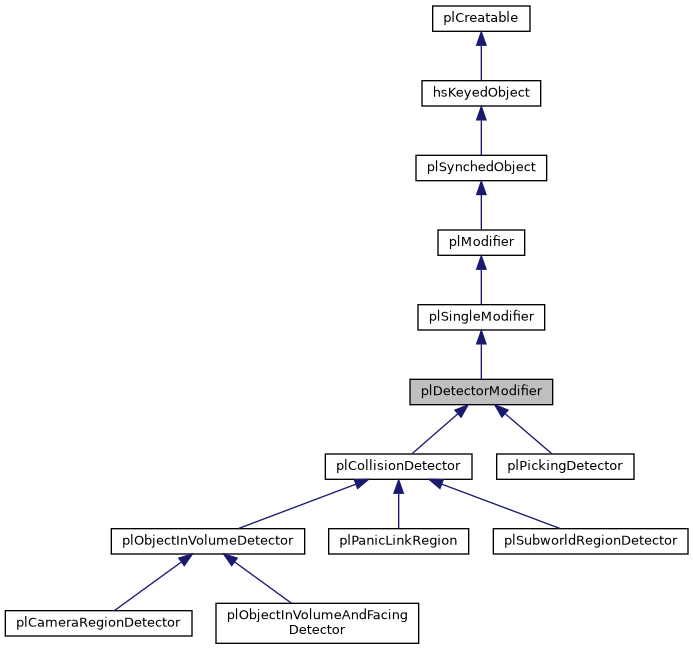 plCreatable
hsKeyedObject
plSynchedObject
plModifier
plSingleModifier
plDetectorModifier
plCollisionDetector
plPickingDetector
plObjectInVolumeDetector
plPanicLinkRegion
plSubworldRegionDetector
plCameraRegionDetector
plObjectInVolumeAndFacing
Detector